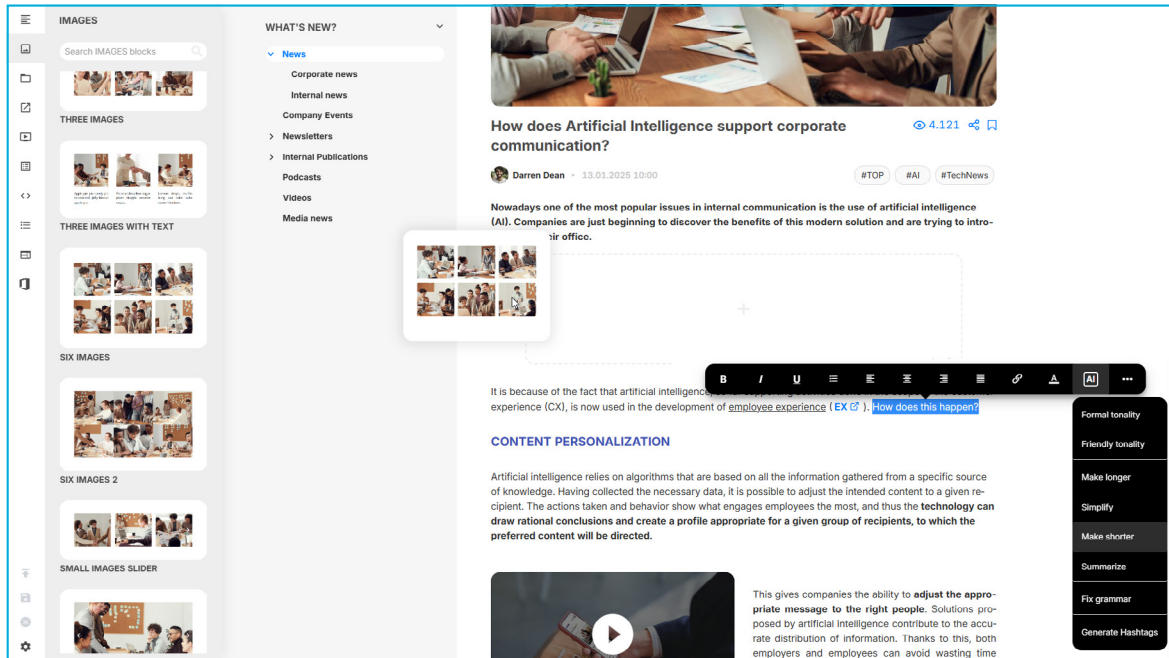 IMAGES
Search IMAGES blocks
THREE IMAGES
THREE IMAGES WITH TEXT
SIX IMAGES
SIX IMAGES 2
SMALL IMAGES SLIDER
WHAT'S NEW?
News
Corporate news
Internal news
Company Events
Newsletters
Internal Publications
Podcasts
Videos
Media news
How does Artificial Intelligence support corporate
communication?
4.121
Darren Dean - 13.01.2025 10:00
#TOP #AI #TechNews
Nowadays one of the most popular issues in internal communication is the use of artificial intelligence
(AI). Companies are just beginning to discover the benefits of this modern solution and are trying to intro-
office.
B I U A AI
It is because of the fact that artificial intelligence,
experience (CX), is now used in the development of employee experience ( EX ). How does this happen?
CONTENT PERSONALIZATION
Artificial intelligence relies on algorithms that are based on all the information gathered from a specific source
of knowledge. Having collected the necessary data, it is possible to adjust the intended content to a given re-
cipient. The actions taken and behavior show what engages employees the most, and thus the technology can
draw rational conclusions and create a profile appropriate for a given group of recipients, to which the
preferred content will be directed.
This gives companies the ability to adjust the appro-
priate message to the right people. Solutions pro-
posed by artificial intelligence contribute to the accu-
rate distribution of information. Thanks to this, both
employers and employees can avoid wasting time
Formal tonality
Friendly tonality
Make longer
Simplify
Make shorter
Summarize
Fix grammar
Generate Hashtags